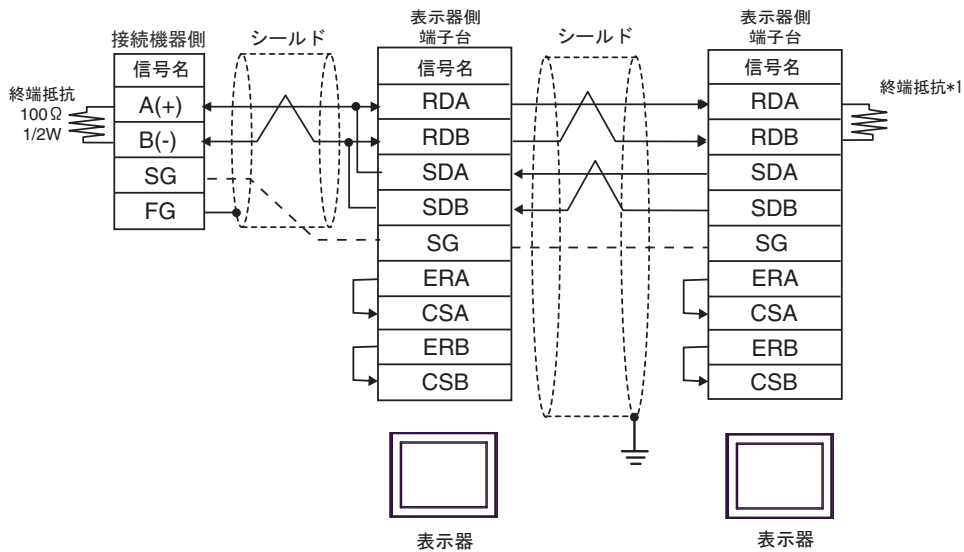 接続機器側
シールド
表示器側
端子台
シールド
表示器側
端子台
終端抵抗
100Ω
1/2W
信号名
A(+)
B(-)
SG
FG
信号名
RDA
RDB
SDA
SDB
SG
ERA
CSA
ERB
CSB
信号名
RDA
RDB
SDA
SDB
SG
ERA
CSA
ERB
CSB
終端抵抗*1
表示器
表示器